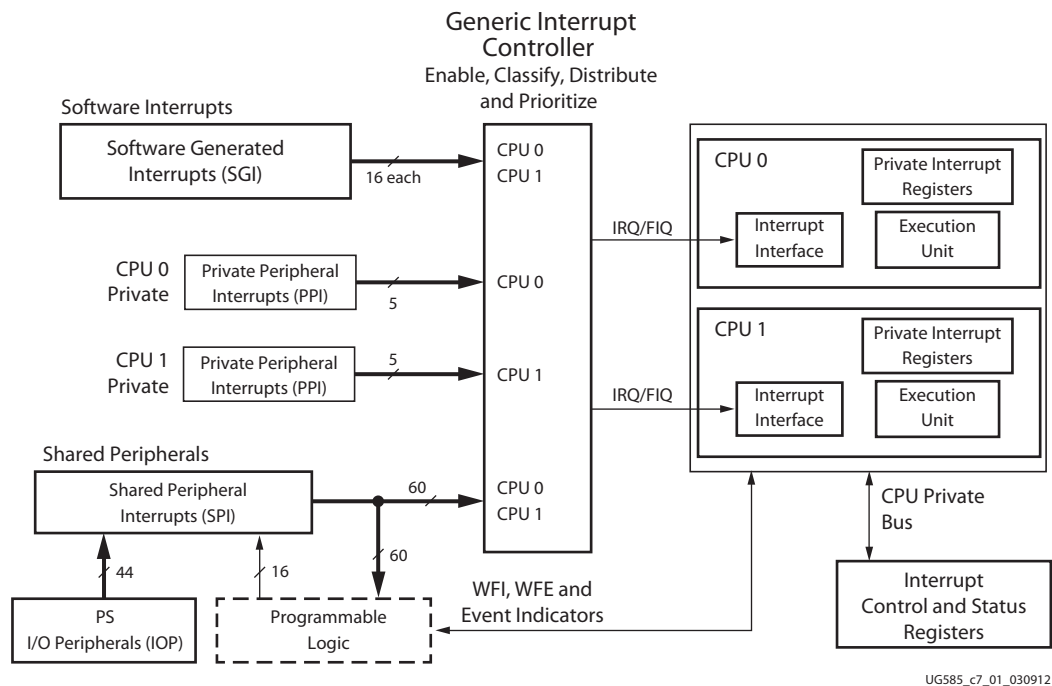 Generic Interrupt
Controller
Enable, Classify, Distribute
and Prioritize
Software Interrupts
Software Generated
Interrupts (SGI)
16 each
CPU 0
CPU 1
CPU 0
Private
Private Peripheral
Interrupts (PPI)
5
CPU 0
CPU 1
Private
Private Peripheral
Interrupts (PPI)
5
CPU 1
Shared Peripherals
Shared Peripheral
Interrupts (SPI)
60
CPU 0
CPU 1
60
44
16
PS
I/O Peripherals (IOP)
Programmable
Logic
WFI, WFE and
Event Indicators
IRQ/FIQ
CPU 0
Private Interrupt
Registers
Interrupt
Interface
Execution
Unit
IRQ/FIQ
CPU 1
Private Interrupt
Registers
Interrupt
Interface
Execution
Unit
CPU Private
Bus
Interrupt
Control and Status
Registers
UG585_c7_01_030912